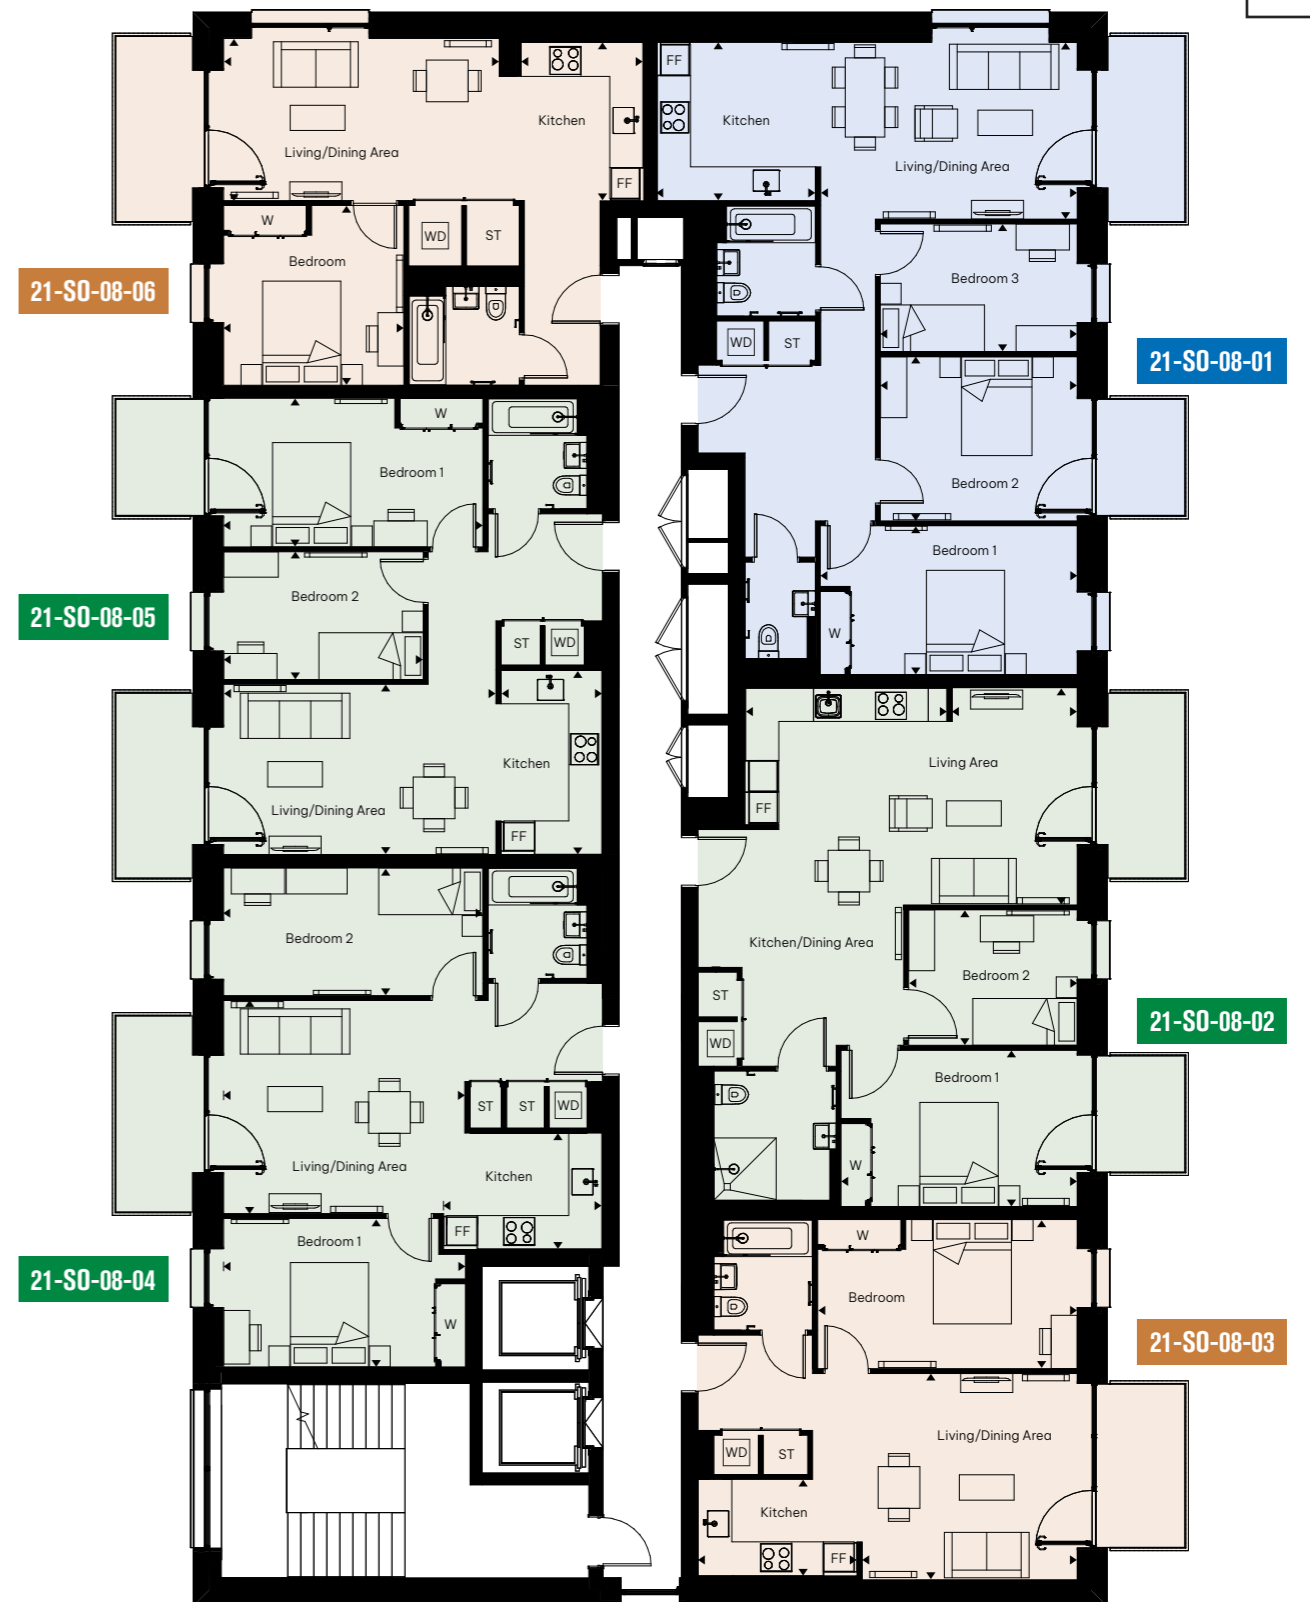 Living/Dining Area
Kitchen
FF
W
Bedroom
WD
ST
21-SO-08-06
FF
Kitchen
Living/Dining Area
Bedroom 3
WD
ST
21-SO-08-01
Bedroom 2
Bedroom 1
W
W
Bedroom 1
Bedroom 2
21-SO-08-05
ST
WD
Kitchen
Living/Dining Area
FF
Living Area
FF
Kitchen/Dining Area
Bedroom 2
ST
WD
21-SO-08-02
Bedroom 1
W
Bedroom 2
ST
ST
WD
Living/Dining Area
Kitchen
FF
Bedroom 1
21-SO-08-04
W
W
Bedroom
21-SO-08-03
Living/Dining Area
WD
ST
Kitchen
FF